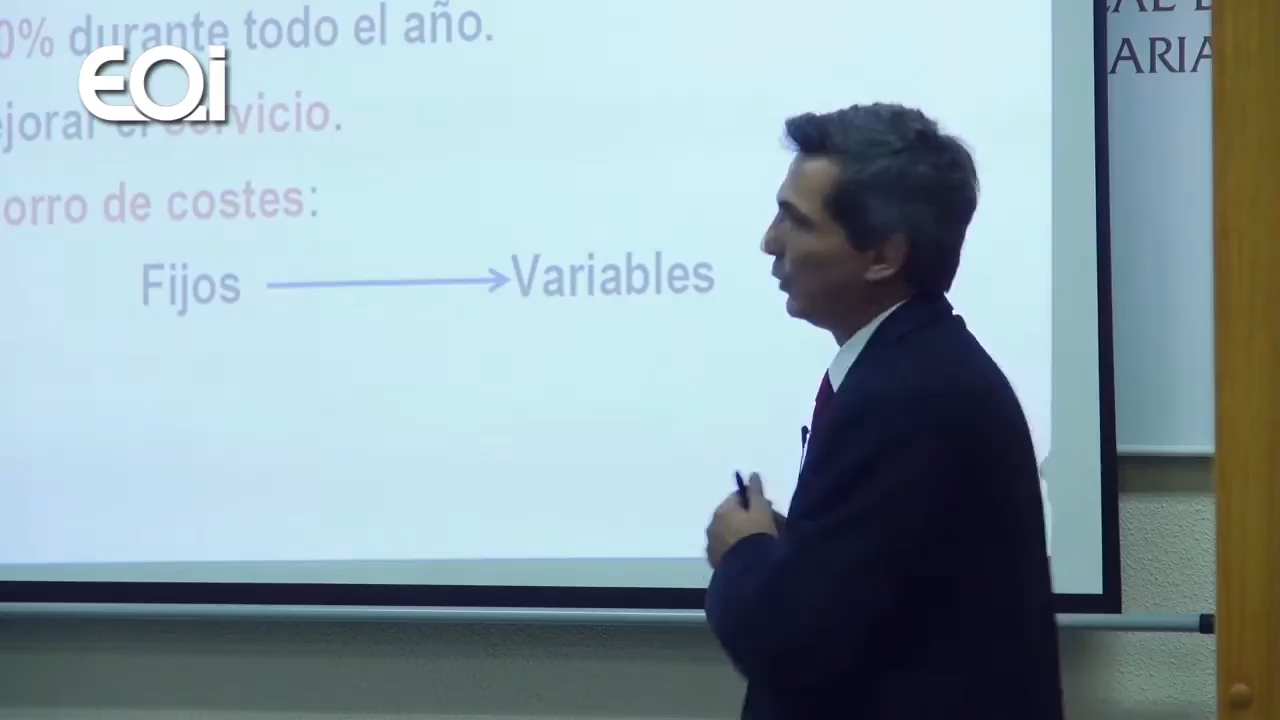 0% durante todo el año.
EOi
ejorar el servicio.
orro de costes:
Fijos
Variables
ARIA